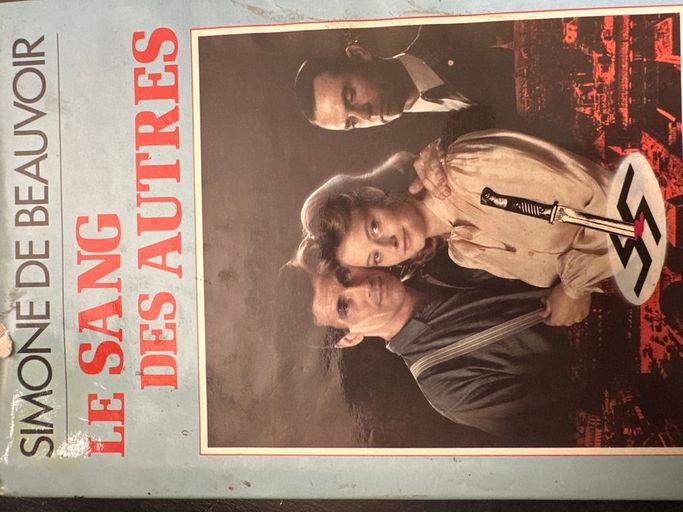 SIMONE DE BEAUVOIR
LE SANG
DES AUTRES